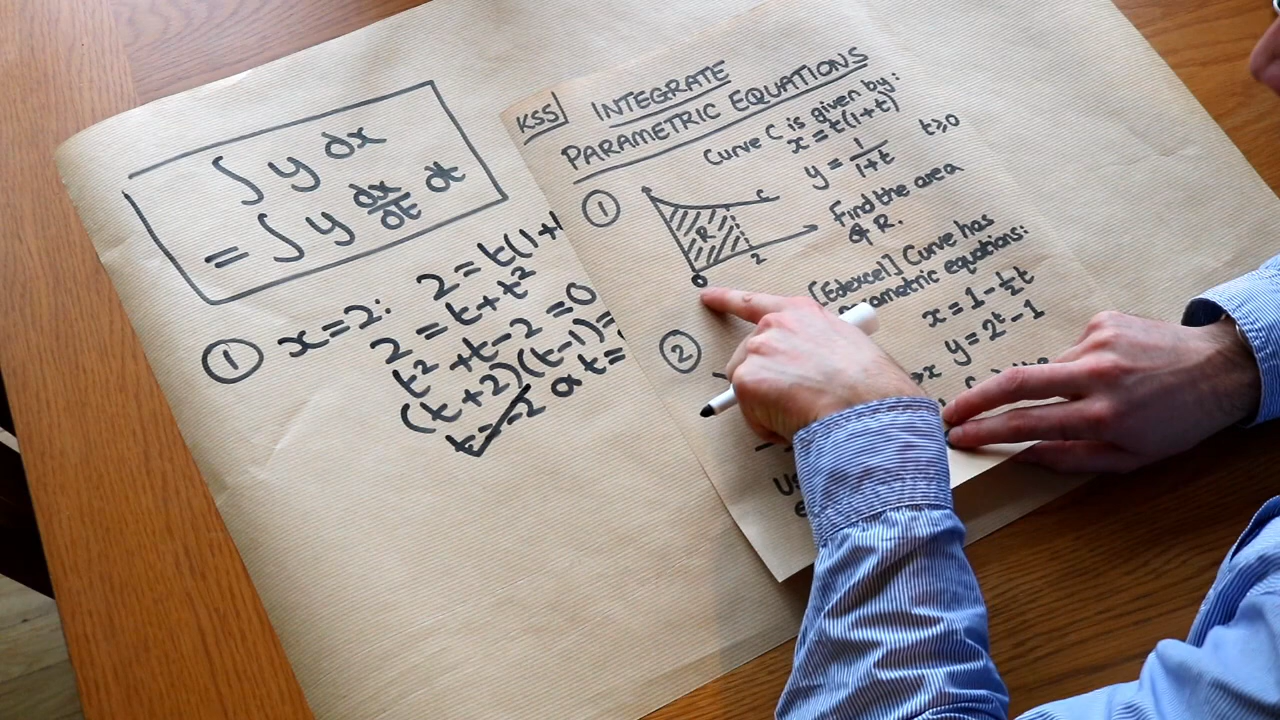 ∫ y dx
= ∫ y dx/dt dt
① x=2: 2 = t(1+
2 = t+t²
t²+t-2=0
(t+2)(t-1)=
t=-2 or t=
KS5 INTEGRATE
PARAMETRIC EQUATIONS
① Curve C is given by:
x = t(1+t)
y = 1/(1+t) t≥0
Find the area
of R.
C
R
2
O
② [Edexcel] Curve has
parametric equations:
x = 1 - ½t
y = 2ᵗ - 1